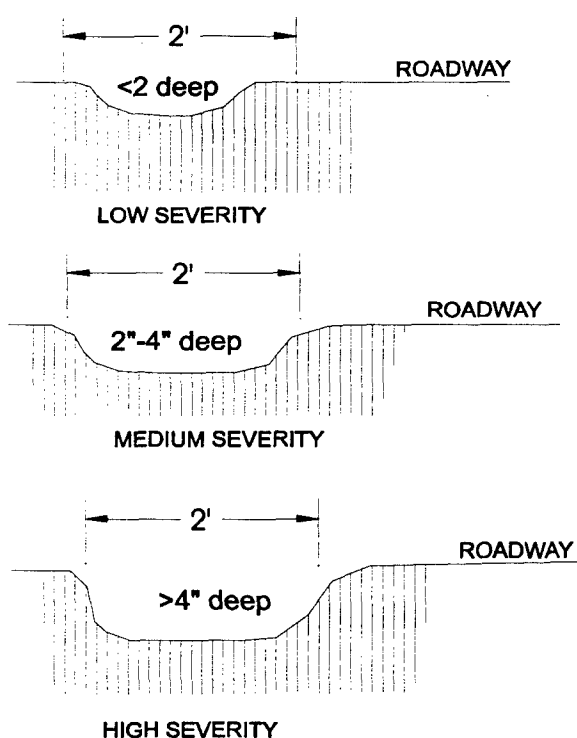 2'
<2 deep
ROADWAY
LOW SEVERITY
2'
2"-4" deep
ROADWAY
MEDIUM SEVERITY
2'
>4" deep
ROADWAY
HIGH SEVERITY